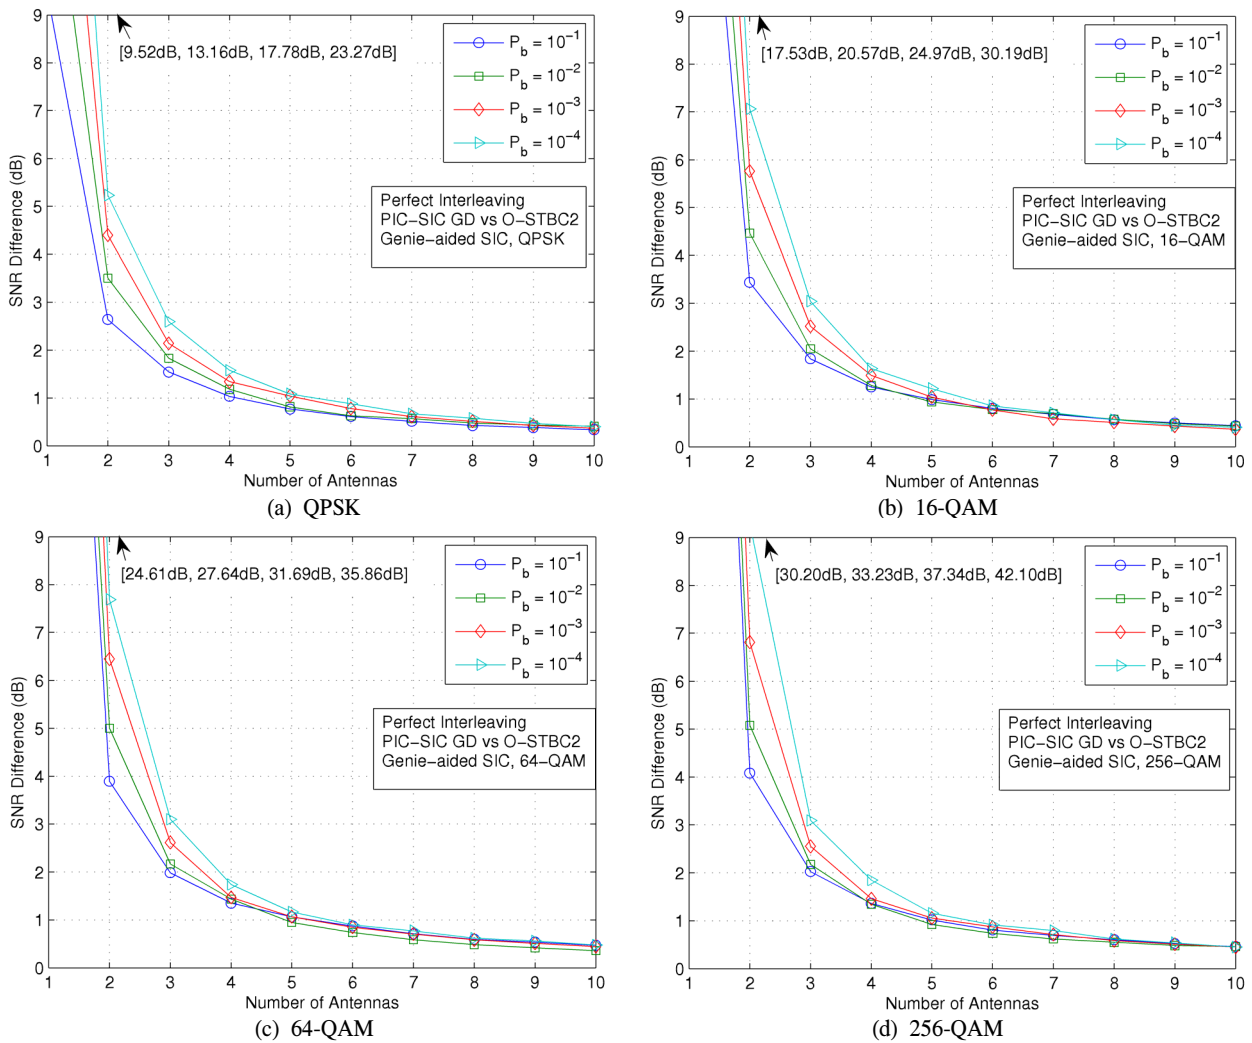 9
8
7
6
5
4
3
2
1
0
SNR Difference (dB)
[9.52dB, 13.16dB, 17.78dB, 23.27dB]
P_b = 10^-1
P_b = 10^-2
P_b = 10^-3
P_b = 10^-4
Perfect Interleaving
PIC-SIC GD vs O-STBC2
Genie-aided SIC, QPSK
1 2 3 4 5 6 7 8 9 10
Number of Antennas
(a) QPSK
9
8
7
6
5
4
3
2
1
0
SNR Difference (dB)
[17.53dB, 20.57dB, 24.97dB, 30.19dB]
P_b = 10^-1
P_b = 10^-2
P_b = 10^-3
P_b = 10^-4
Perfect Interleaving
PIC-SIC GD vs O-STBC2
Genie-aided SIC, 16-QAM
1 2 3 4 5 6 7 8 9 10
Number of Antennas
(b) 16-QAM
9
8
7
6
5
4
3
2
1
0
SNR Difference (dB)
[24.61dB, 27.64dB, 31.69dB, 35.86dB]
P_b = 10^-1
P_b = 10^-2
P_b = 10^-3
P_b = 10^-4
Perfect Interleaving
PIC-SIC GD vs O-STBC2
Genie-aided SIC, 64-QAM
1 2 3 4 5 6 7 8 9 10
Number of Antennas
(c) 64-QAM
9
8
7
6
5
4
3
2
1
0
SNR Difference (dB)
[30.20dB, 33.23dB, 37.34dB, 42.10dB]
P_b = 10^-1
P_b = 10^-2
P_b = 10^-3
P_b = 10^-4
Perfect Interleaving
PIC-SIC GD vs O-STBC2
Genie-aided SIC, 256-QAM
1 2 3 4 5 6 7 8 9 10
Number of Antennas
(d) 256-QAM